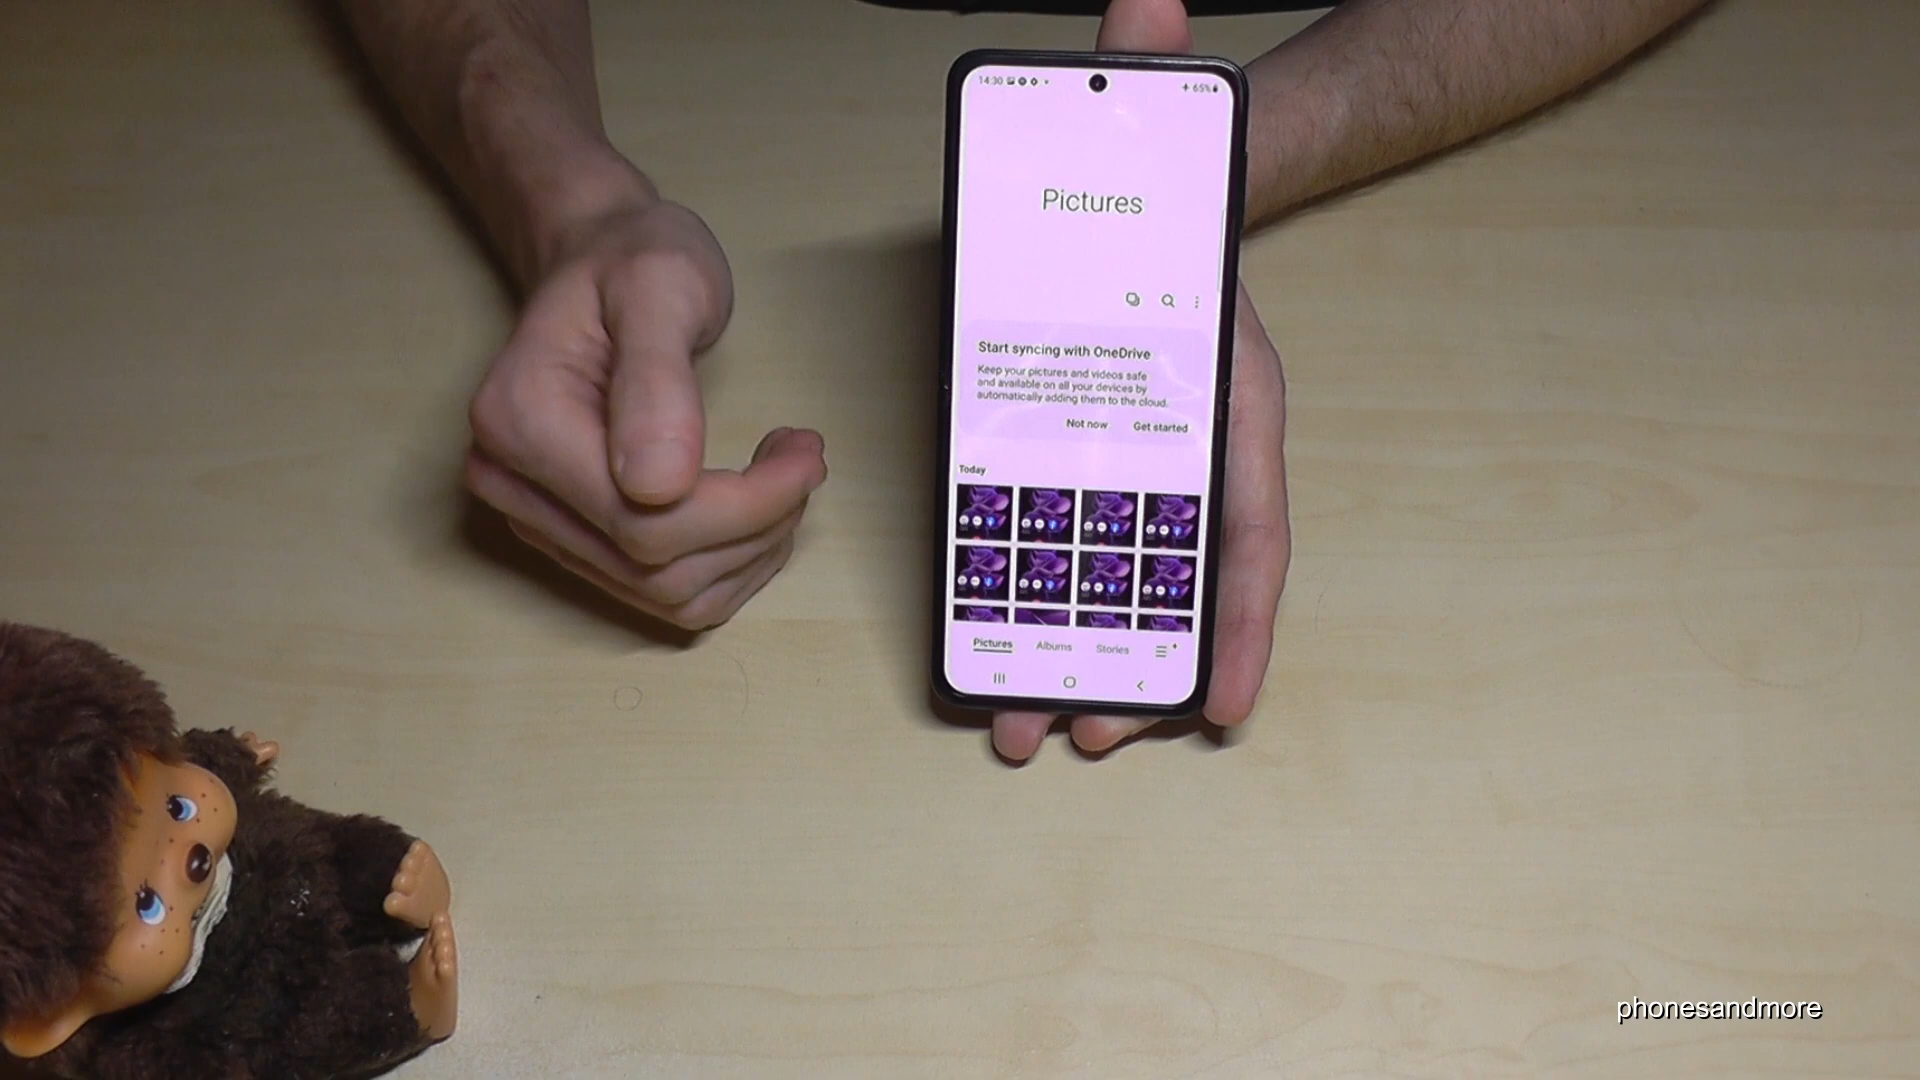 14:30
65%
Pictures
Start syncing with OneDrive
Keep your pictures and videos safe
and available on all your devices by
automatically adding them to the cloud.
Not now Get started
Today
Pictures Albums Stories
phonesandmore